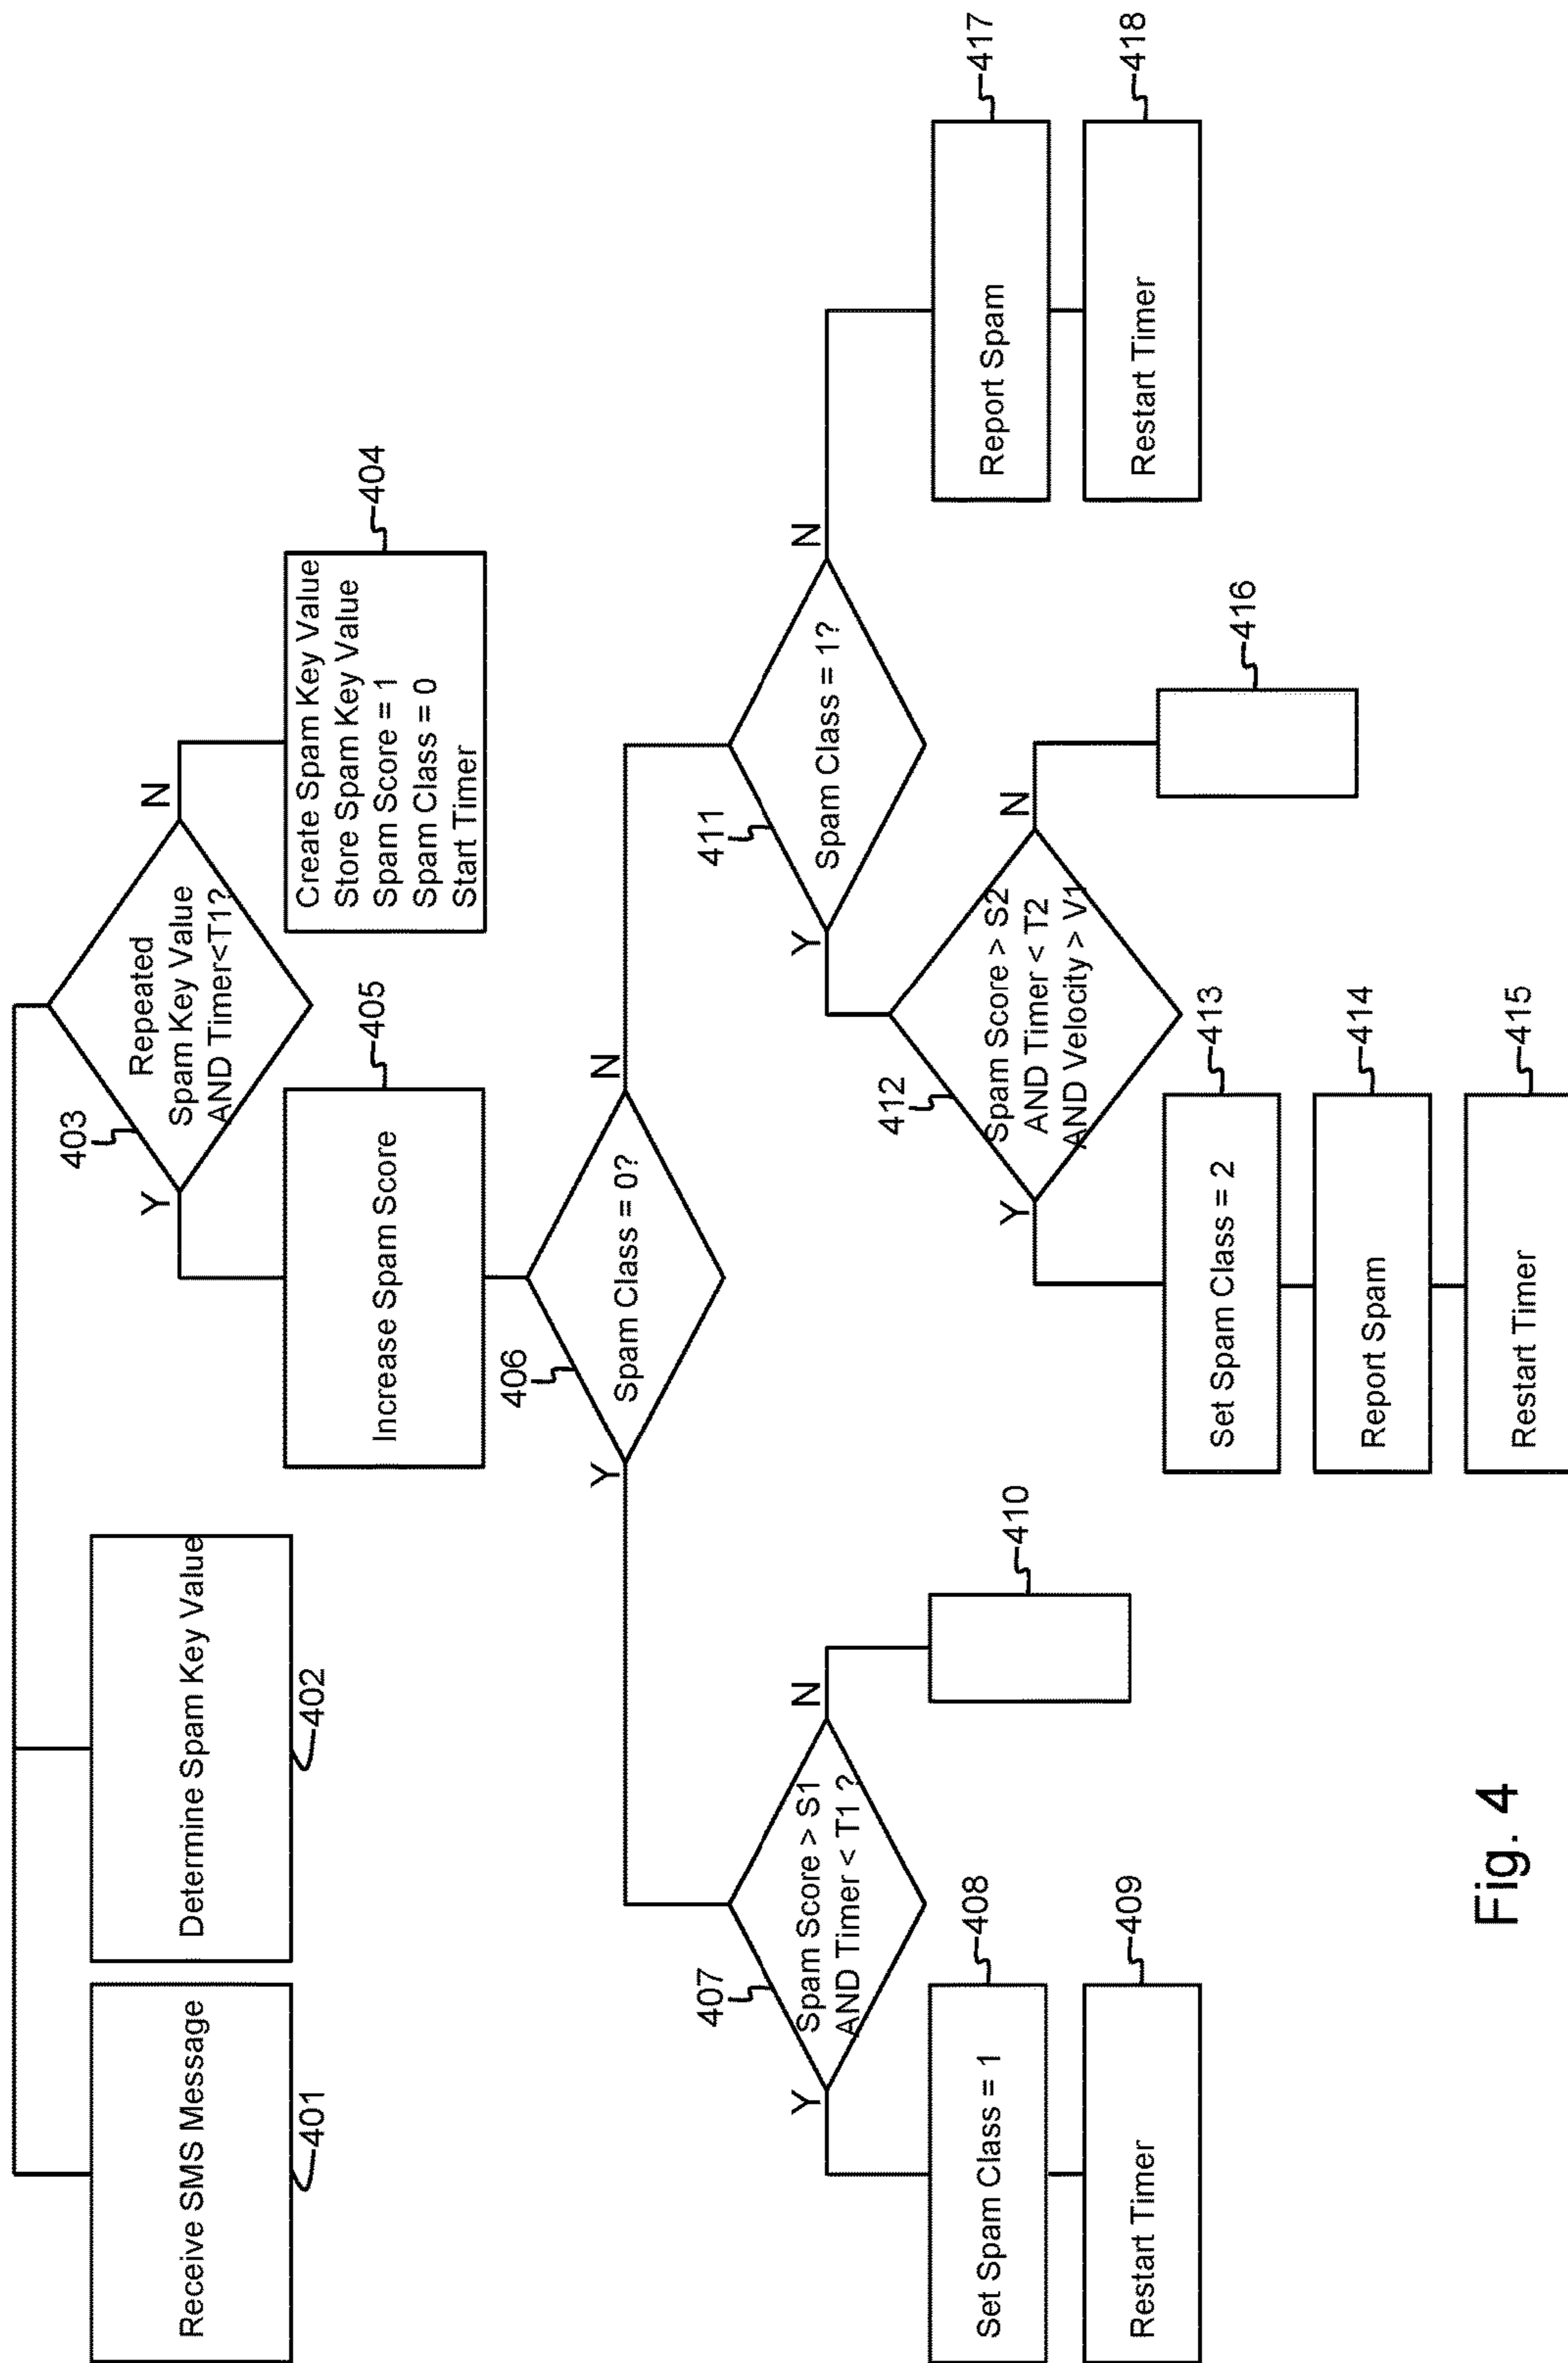 Receive SMS Message
401
Determine Spam Key Value
402
403
Repeated
Spam Key Value
AND Timer<T1?
Y
N
Create Spam Key Value
Store Spam Key Value
Spam Score = 1
Spam Class = 0
Start Timer
404
Increase Spam Score
405
406
Spam Class = 0?
Y
N
407
Spam Score > S1
AND Timer < T1 ?
Y
N
Set Spam Class = 1
408
Restart Timer
409
410
411
Spam Class = 1?
Y
N
412
Spam Score > S2
AND Timer < T2
AND Velocity > V1
Y
N
Set Spam Class = 2
413
Report Spam
414
Restart Timer
415
416
Report Spam
417
Restart Timer
418
Fig. 4